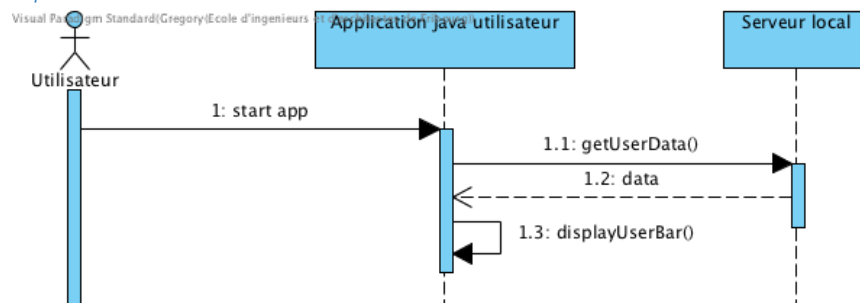 Visual Paradigm Standard(Gregory(Ecole d'ingenieurs et
Application Java utilisateur
Serveur local
Utilisateur
1: start app
1.1: getUserData()
1.2: data
1.3: displayUserBar()